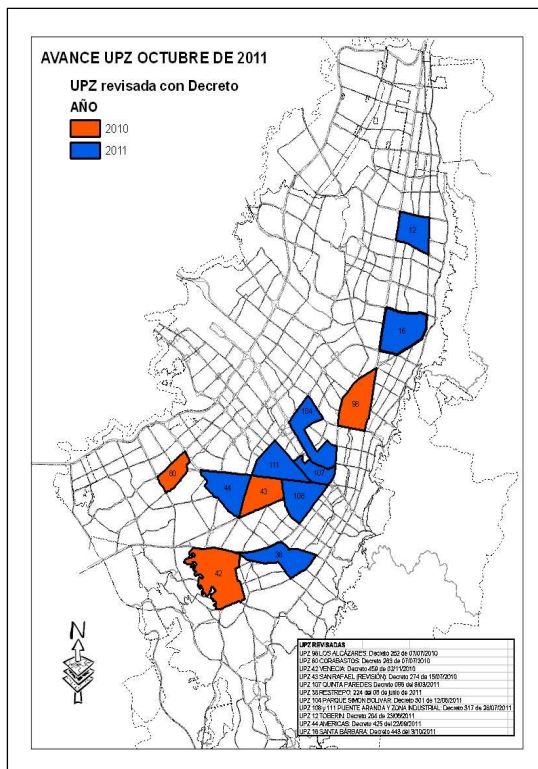 AVANCE UPZ OCTUBRE DE 2011
UPZ revisada con Decreto
AÑO
2010
2011
12
16
98
104
111
107
80
44
43
108
38
42
N
UPZ REVISADAS
UPZ 98 LOS ALCÁZARES: Decreto 262 de 07/07/2010
UPZ 80 CORABASTOS: Decreto 263 de 07/07/2010
UPZ 42 VENECIA: Decreto 459 de 02/11/2010
UPZ 43 SAN RAFAEL (REVISIÓN): Decreto 274 de 15/07/2010
UPZ 107 QUINTA PAREDES Decreto 086 de 9/03/2011
UPZ 38 RESTREPO: 224 del 08 de junio de 2011
UPZ 104 PARQUE SIMON BOLIVAR: Decreto 301 de 12/08/2011
UPZ 108 y 111 PUENTE ARANDA Y ZONA INDUSTRIAL: Decreto 317 de 28/07/2011
UPZ 12 TOBERIN: Decreto 264 de 23/06/2011
UPZ 44 AMERICAS: Decreto 425 del 22/09/2011
UPZ 16 SANTA BÁRBARA: Decreto 443 de 3/10/2011